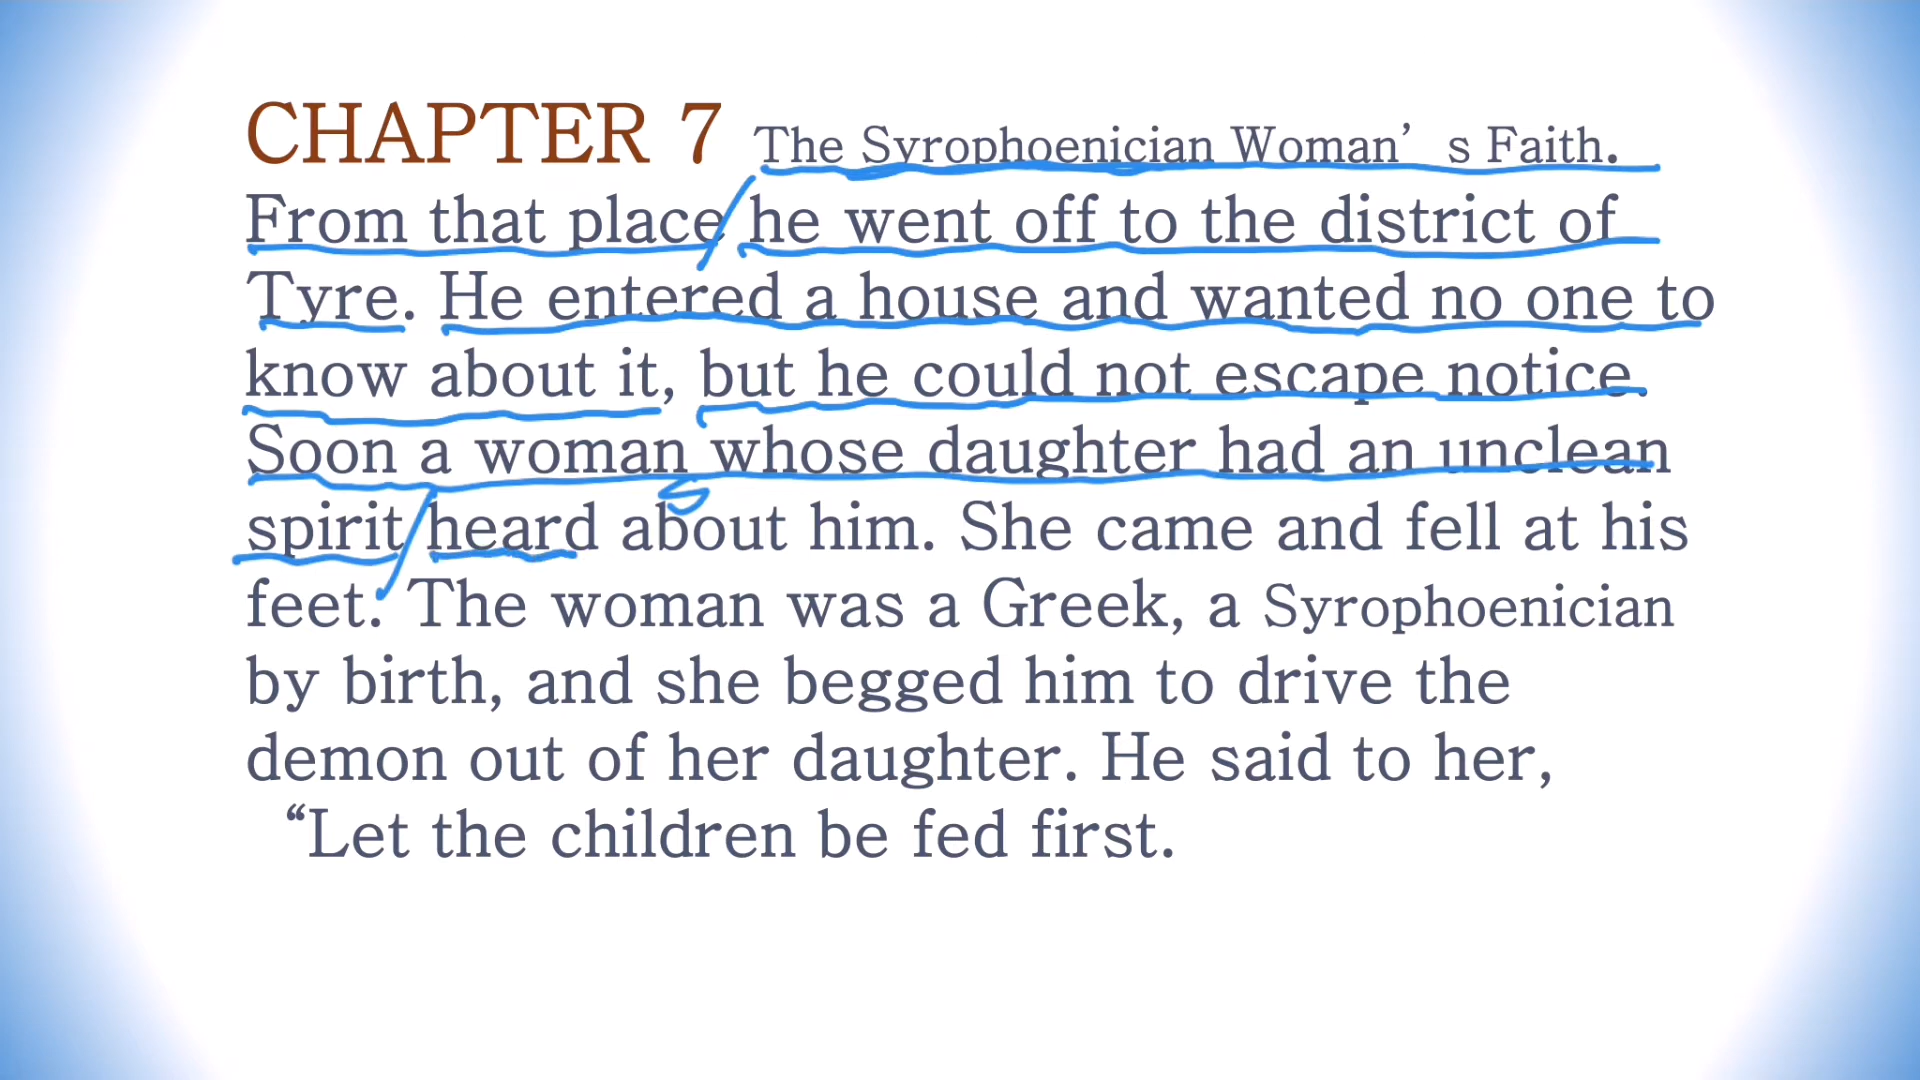 CHAPTER 7 The Syrophoenician Woman’s Faith.
From that place he went off to the district of
Tyre. He entered a house and wanted no one to
know about it, but he could not escape notice.
Soon a woman whose daughter had an unclean
spirit heard about him. She came and fell at his
feet. The woman was a Greek, a Syrophoenician
by birth, and she begged him to drive the
demon out of her daughter. He said to her,
“Let the children be fed first.